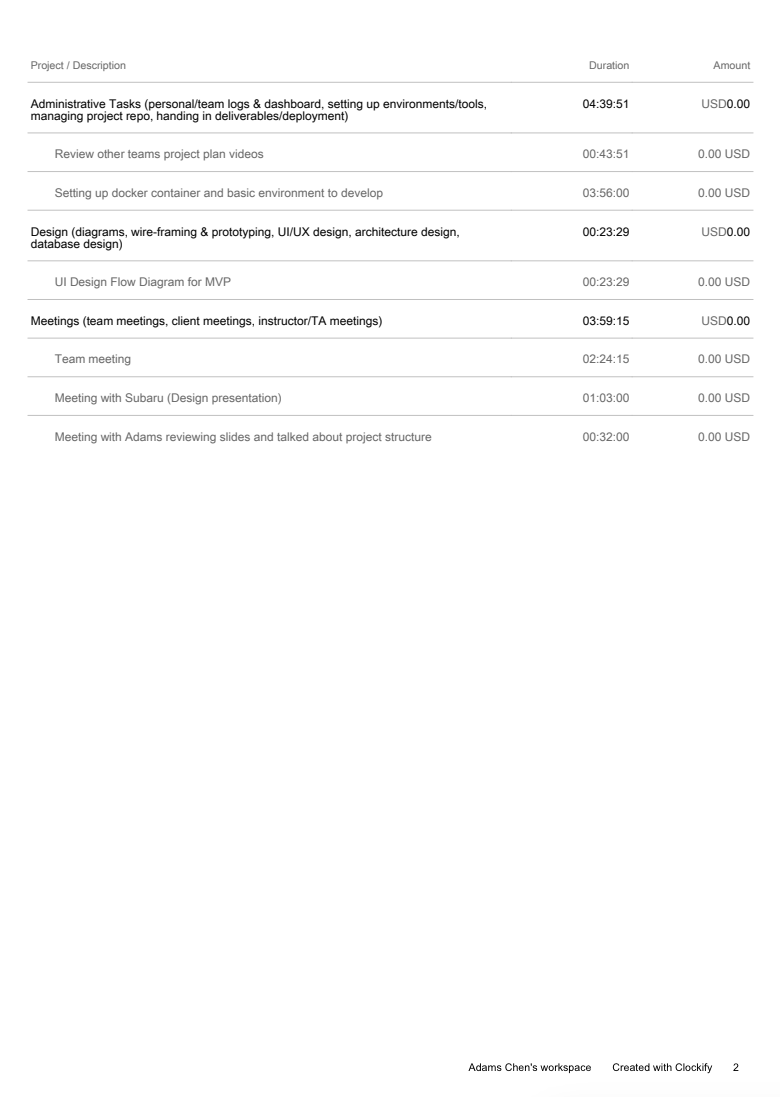 Project / Description Duration Amount
Administrative Tasks (personal/team logs & dashboard, setting up environments/tools, 04:39:51 USD0.00
managing project repo, handing in deliverables/deployment)
Review other teams project plan videos 00:43:51 0.00 USD
Setting up docker container and basic environment to develop 03:56:00 0.00 USD
Design (diagrams, wire-framing & prototyping, UI/UX design, architecture design, 00:23:29 USD0.00
database design)
UI Design Flow Diagram for MVP 00:23:29 0.00 USD
Meetings (team meetings, client meetings, instructor/TA meetings) 03:59:15 USD0.00
Team meeting 02:24:15 0.00 USD
Meeting with Subaru (Design presentation) 01:03:00 0.00 USD
Meeting with Adams reviewing slides and talked about project structure 00:32:00 0.00 USD
Adams Chen's workspace Created with Clockify 2